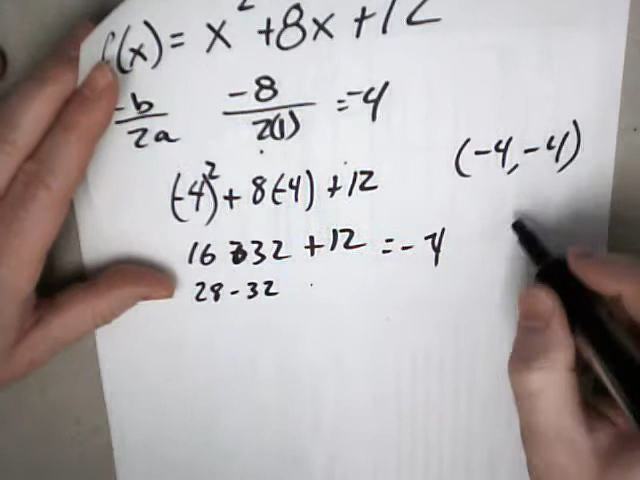 f(x) = x² + 8x + 12
-b/2a -8/2(1) = -4
(-4, -4)
(-4)² + 8(-4) + 12
16 - 32 + 12 = -4
28 - 32